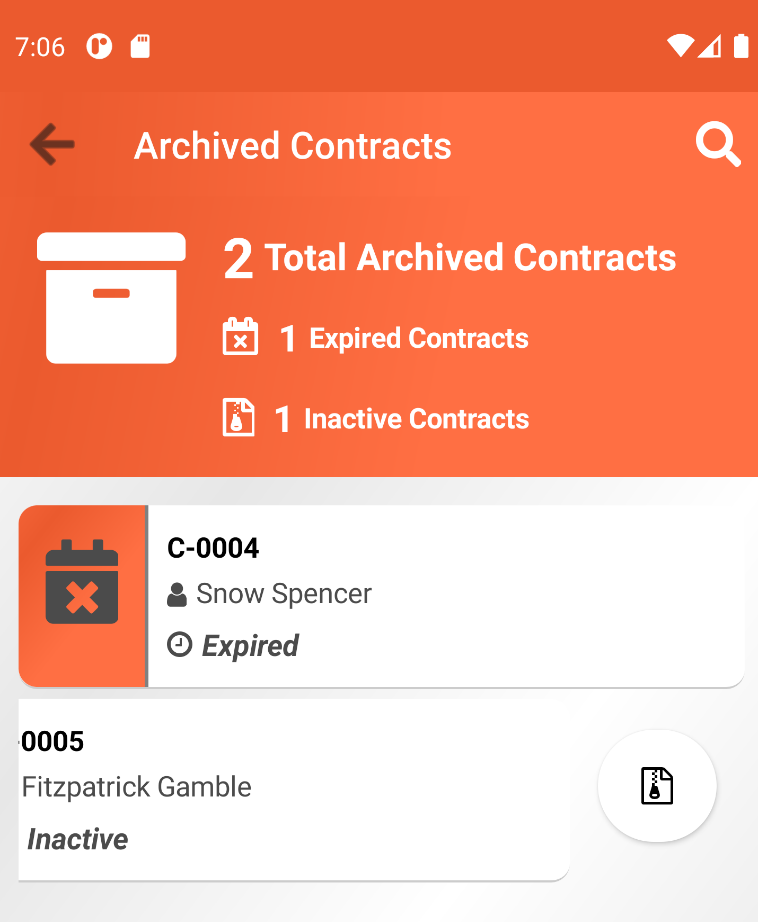 7:06
Archived Contracts
2 Total Archived Contracts
1 Expired Contracts
1 Inactive Contracts
C-0004
Snow Spencer
Expired
-0005
Fitzpatrick Gamble
Inactive